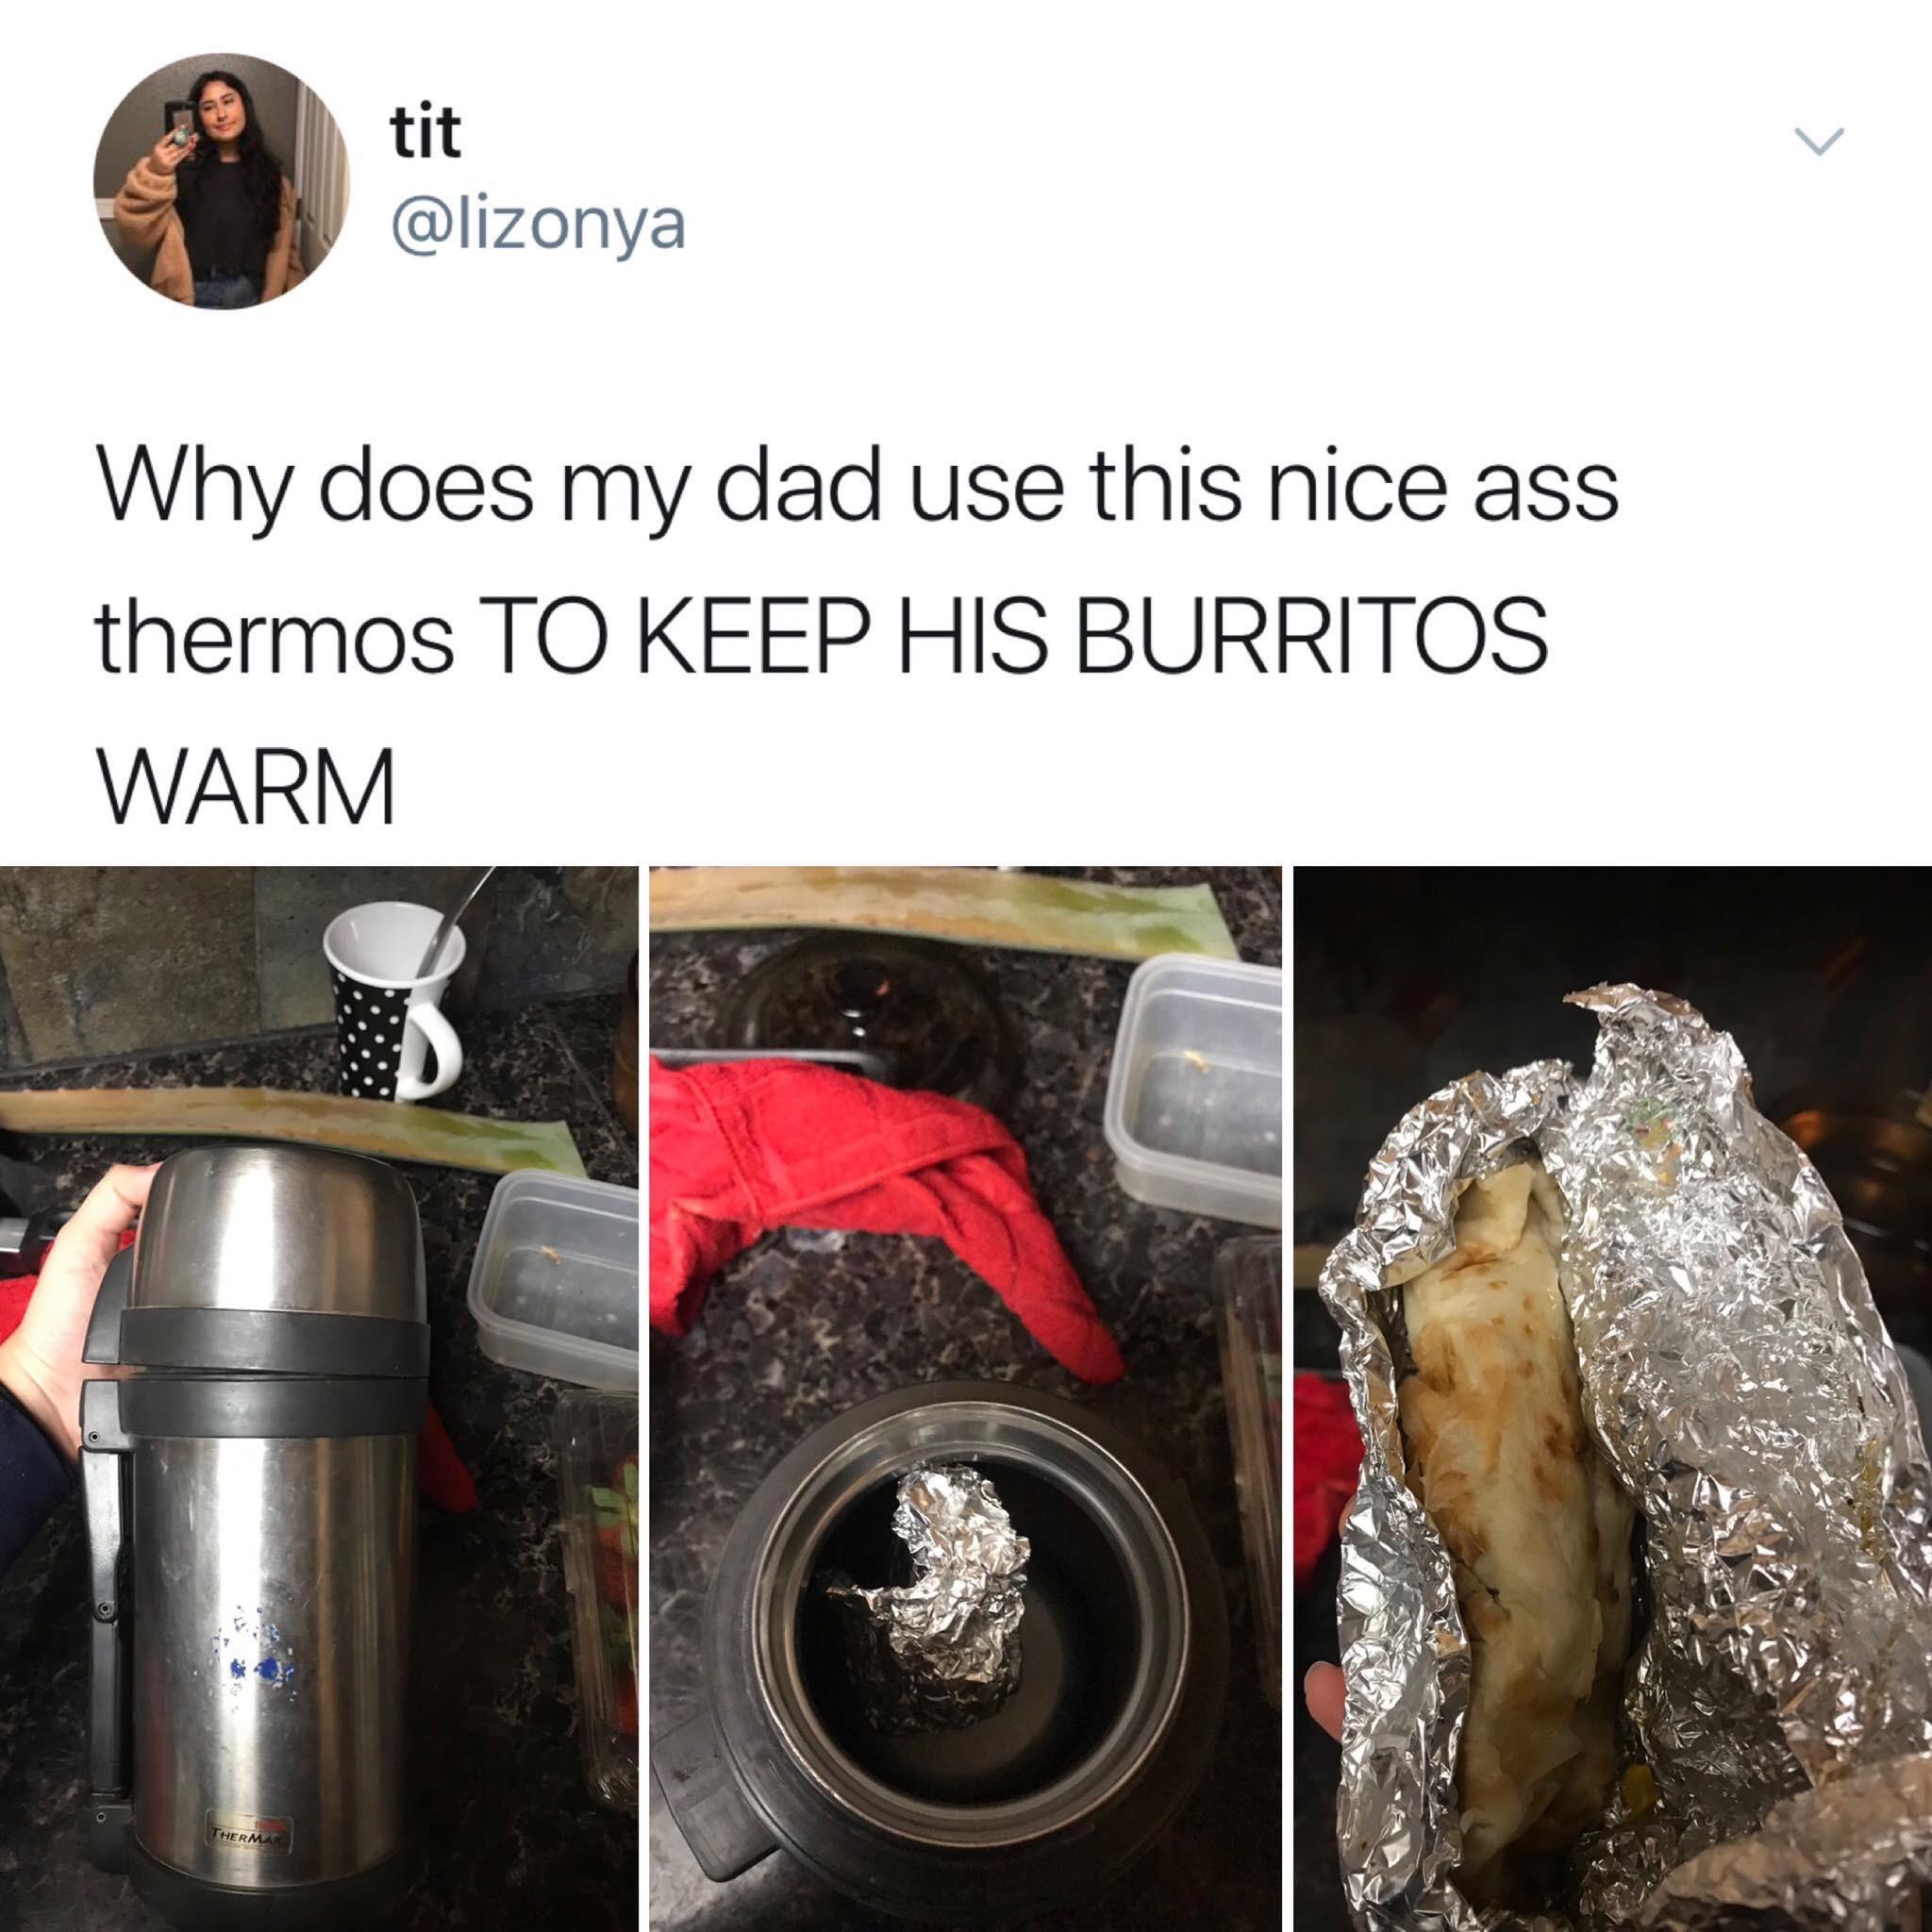 tit
@lizonya
Why does my dad use this nice ass
thermos TO KEEP HIS BURRITOS
WARM
THERMAX